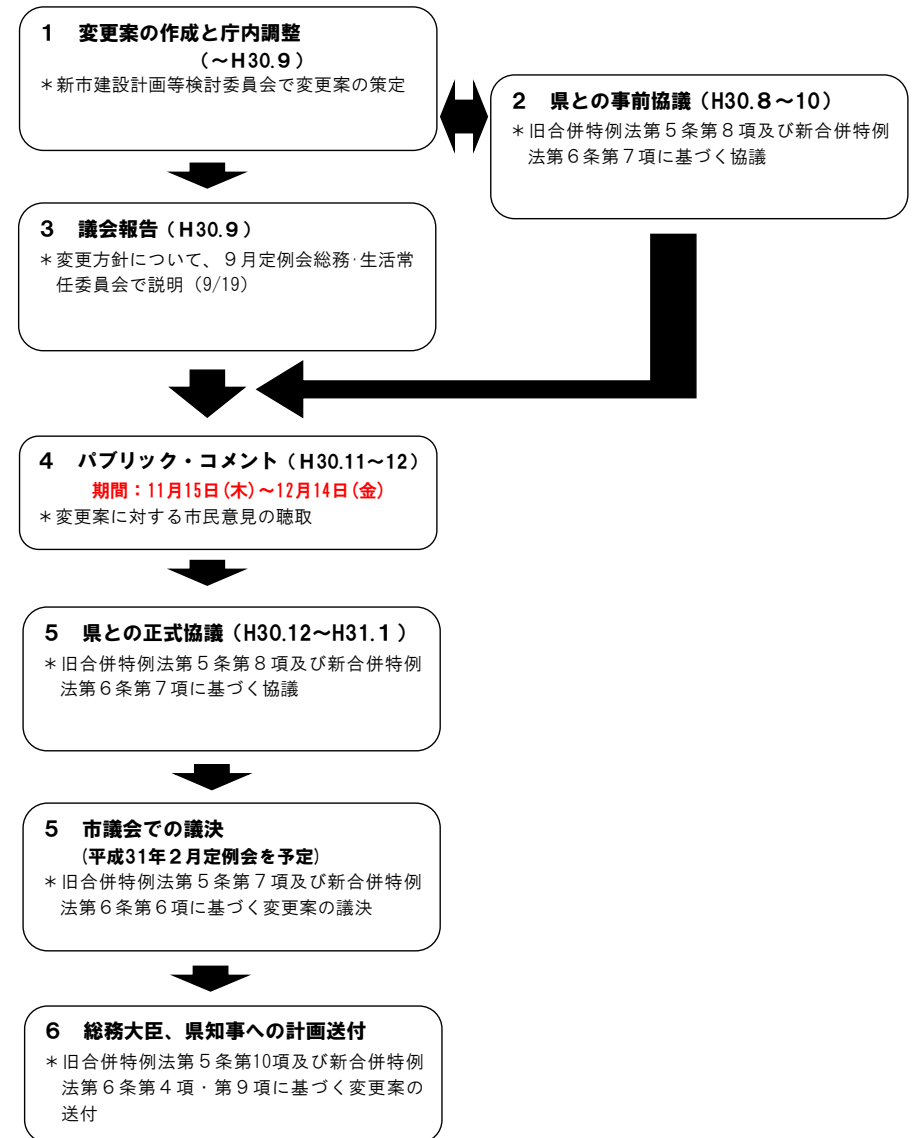 １　変更案の作成と庁内調整
（～H30.９）
＊新市建設計画等検討委員会で変更案の策定
２　県との事前協議（H30.８～10）
＊旧合併特例法第５条第８項及び新合併特例
法第６条第７項に基づく協議
３　議会報告（Ｈ30.９）
＊変更方針について、９月定例会総務・生活常
任委員会で説明（9/19）
４　パブリック・コメント（Ｈ30.11～12）
期間：11月15日(木)～12月14日(金)
＊変更案に対する市民意見の聴取
５　県との正式協議（H30.12～H31.１）
＊旧合併特例法第５条第８項及び新合併特例
法第６条第７項に基づく協議
５　市議会での議決
(平成31年２月定例会を予定)
＊旧合併特例法第５条第７項及び新合併特例
法第６条第６項に基づく変更案の議決
６　総務大臣、県知事への計画送付
＊旧合併特例法第５条第10項及び新合併特例
法第６条第４項・第９項に基づく変更案の
送付